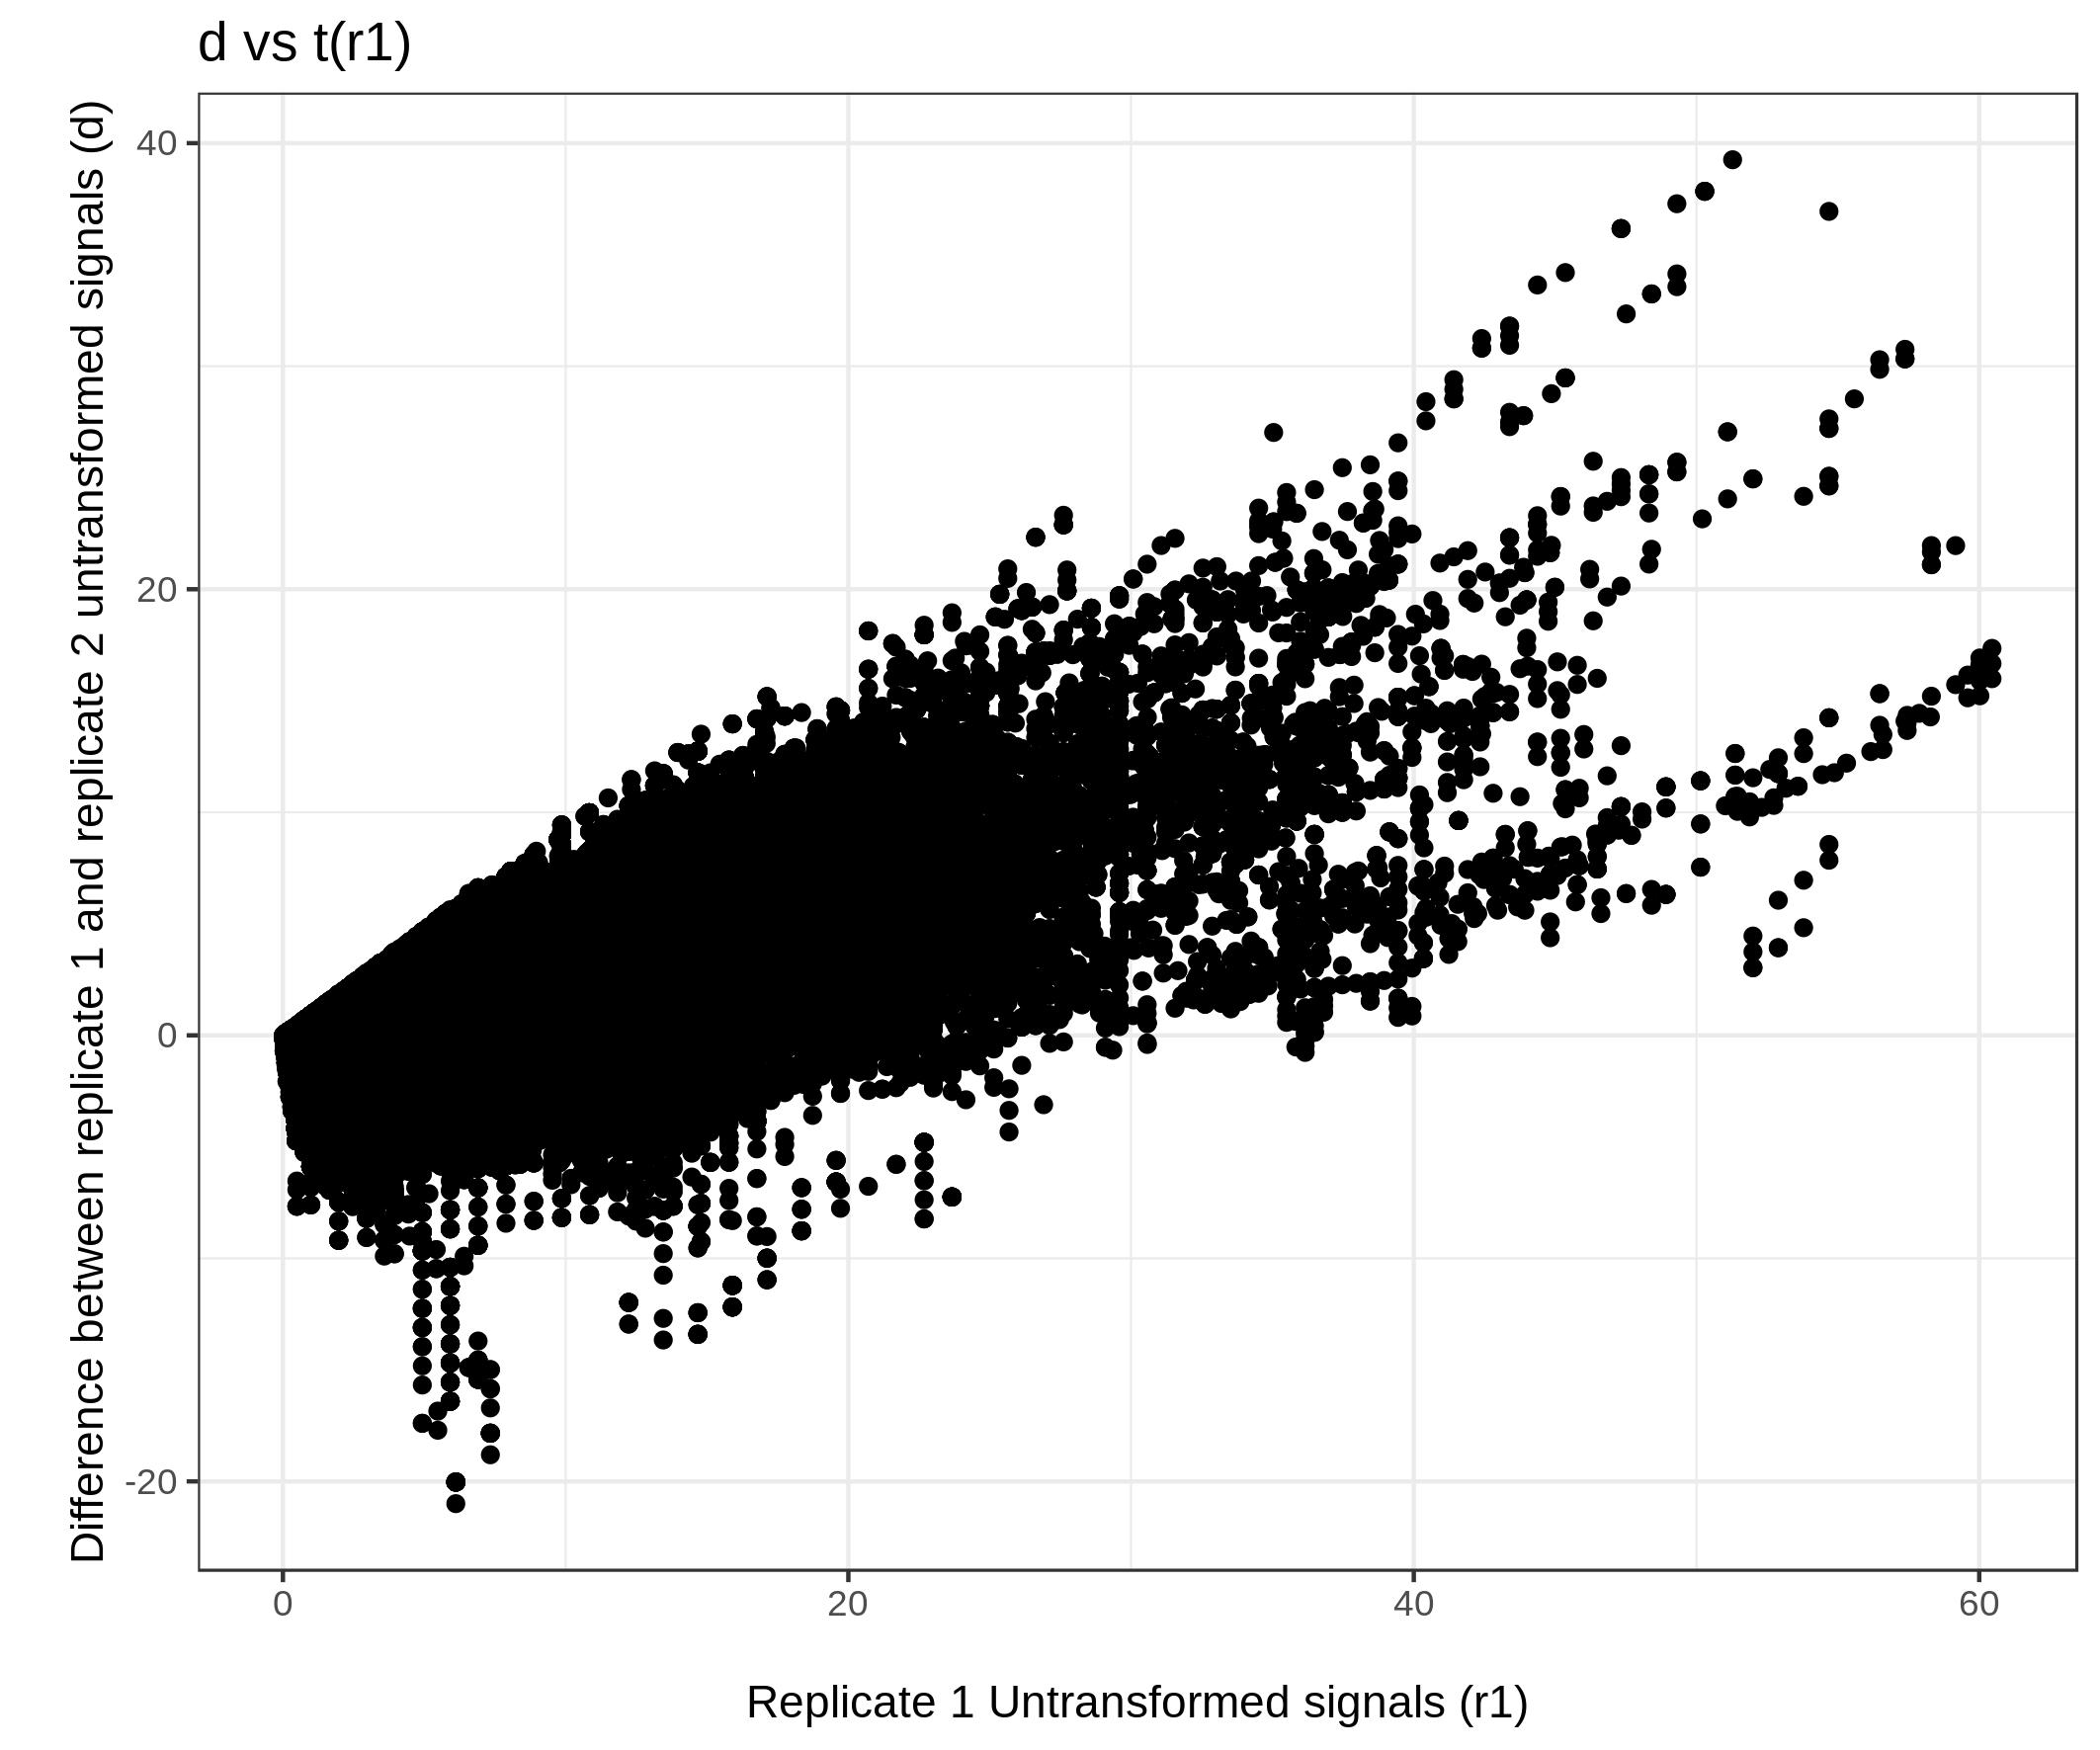 d vs t(r1)
Difference between replicate 1 and replicate 2 untransformed signals (d)
40
20
0
-20
0
20
40
60
Replicate 1 Untransformed signals (r1)